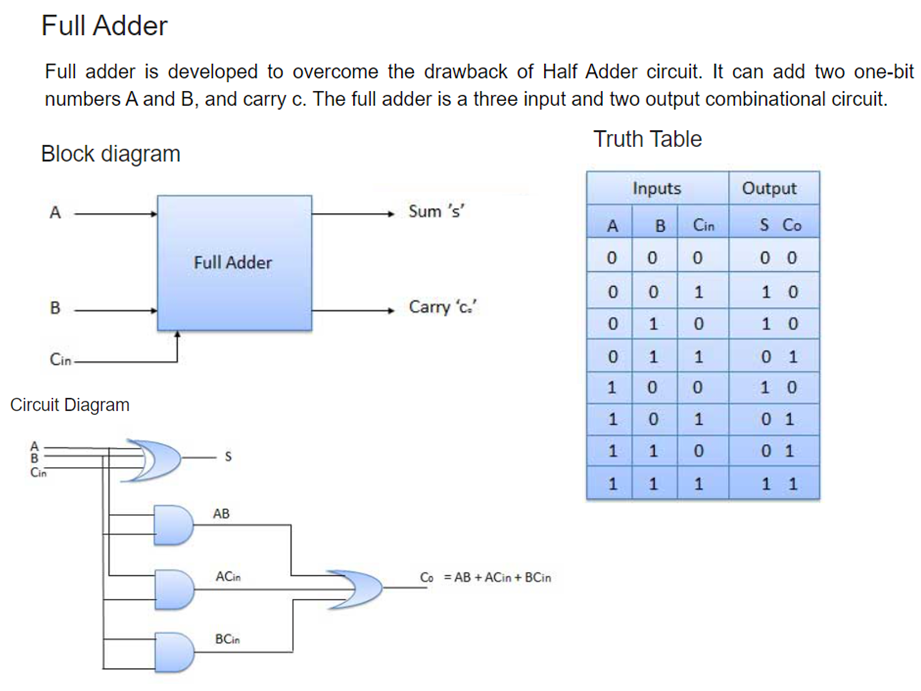 Full Adder
Full adder is developed to overcome the drawback of Half Adder circuit. It can add two one-bit
numbers A and B, and carry c. The full adder is a three input and two output combinational circuit.
Block diagram
A
B
Cin
Full Adder
Sum 's'
Carry 'c.'
Truth Table
Inputs Output
A B Cin S Co
0 0 0 0 0
0 0 1 1 0
0 1 0 1 0
0 1 1 0 1
1 0 0 1 0
1 0 1 0 1
1 1 0 0 1
1 1 1 1 1
Circuit Diagram
A
B
Cin
S
AB
ACin
BCin
Co = AB + ACin + BCin